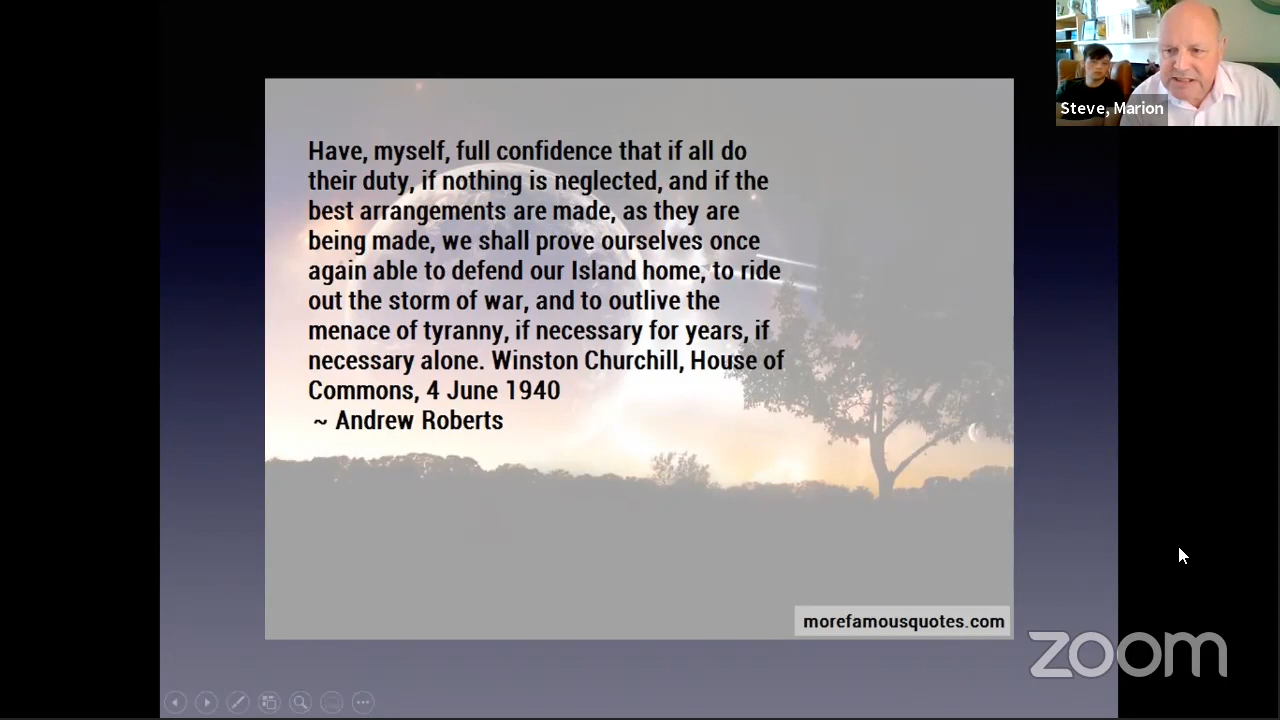 Steve, Marion
Have, myself, full confidence that if all do
their duty, if nothing is neglected, and if the
best arrangements are made, as they are
being made, we shall prove ourselves once
again able to defend our Island home, to ride
out the storm of war, and to outlive the
menace of tyranny, if necessary for years, if
necessary alone. Winston Churchill, House of
Commons, 4 June 1940
~ Andrew Roberts
morefamousquotes.com
zoom